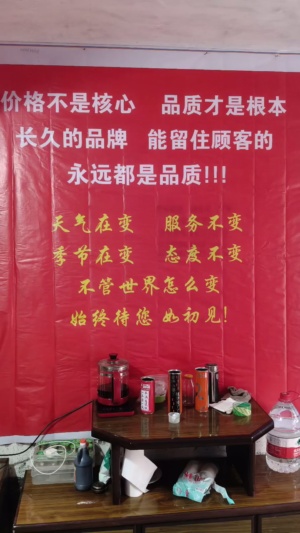 价格不是核心 品质才是根本
长久的品牌 能留住顾客的
永远都是品质!!!
天气在变 服务不变
季节在变 态度不变
不管世界怎么变
始终待您 如初见!